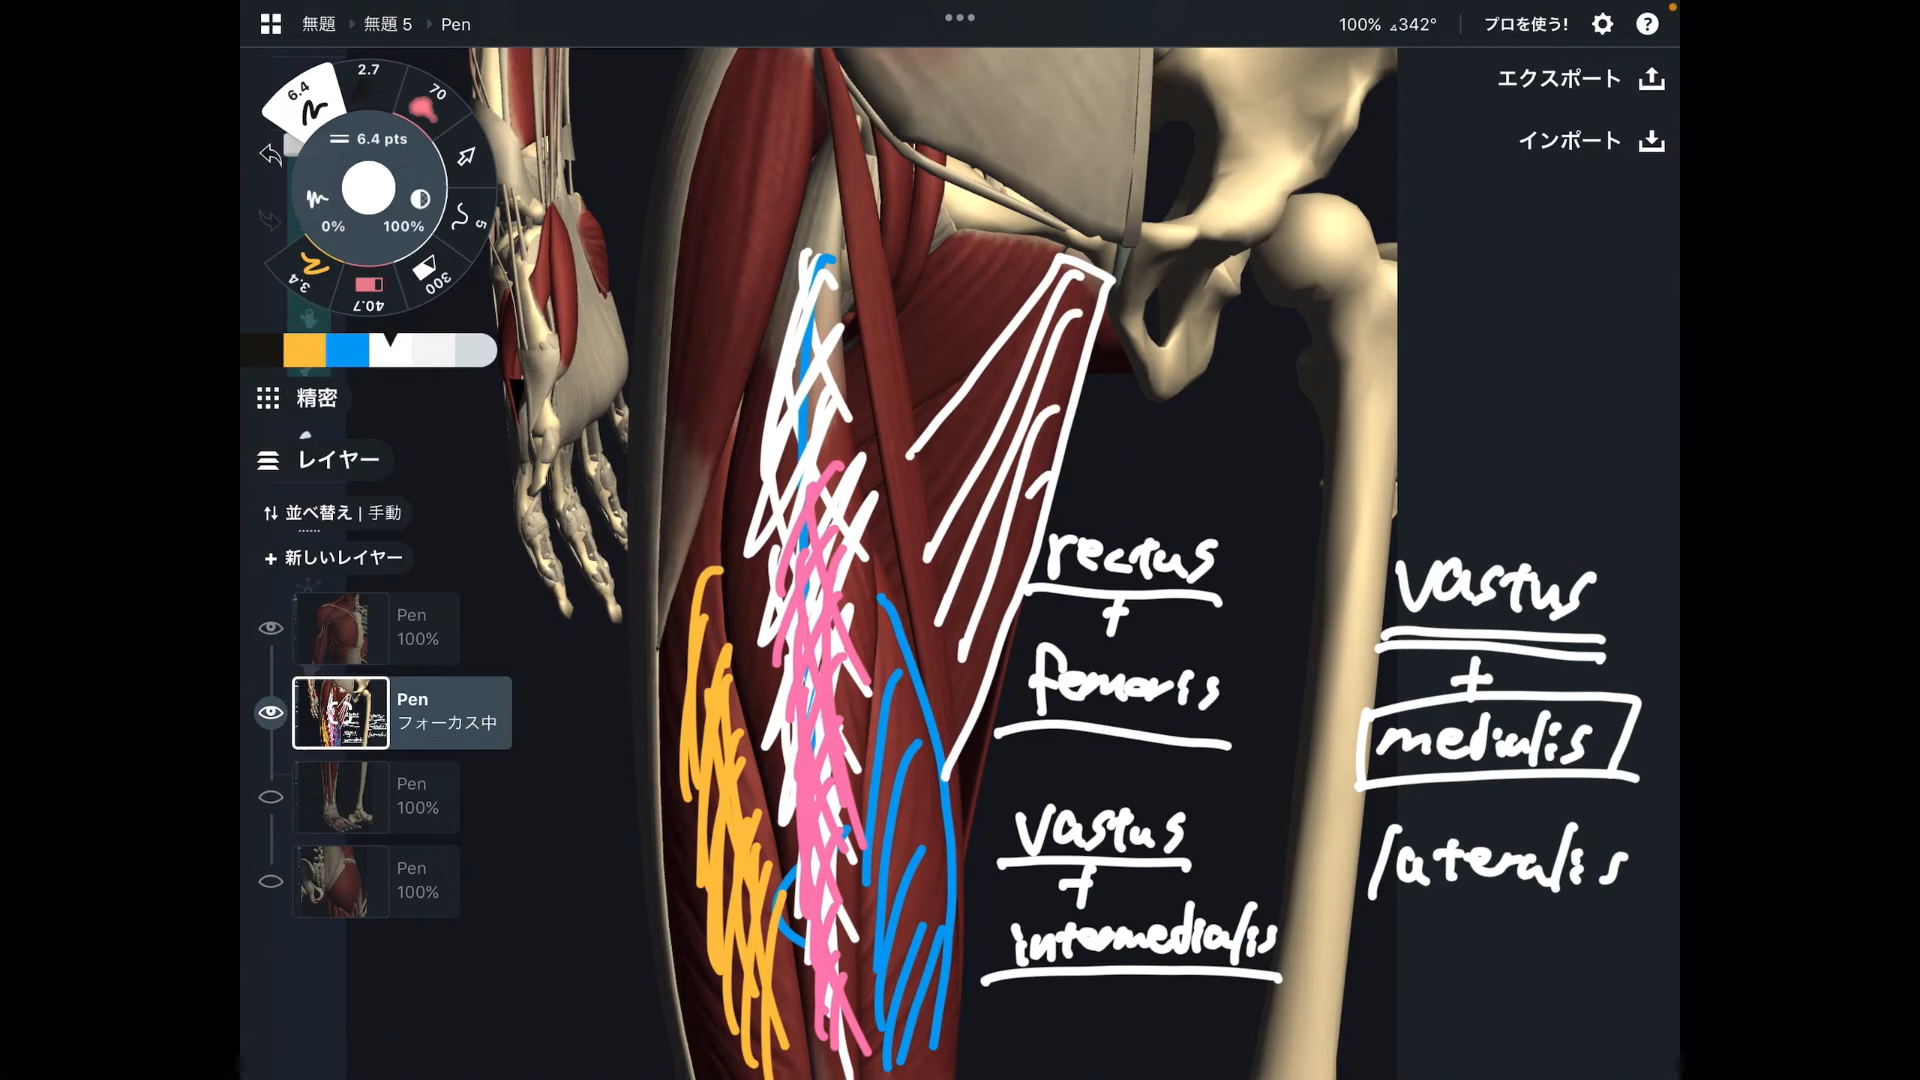 無題 無題 5 Pen
100% 342° プロを使う!
エクスポート
インポート
2.7
6.4
70
6.4 pts
0% 100%
5
3.4
40.7
300
精密
レイヤー
並べ替え | 手動
+ 新しいレイヤー
Pen
100%
Pen
フォーカス中
Pen
100%
Pen
100%
rectus
+
femoris
vastus
+
intermedialis
vastus
+
medialis
lateralis